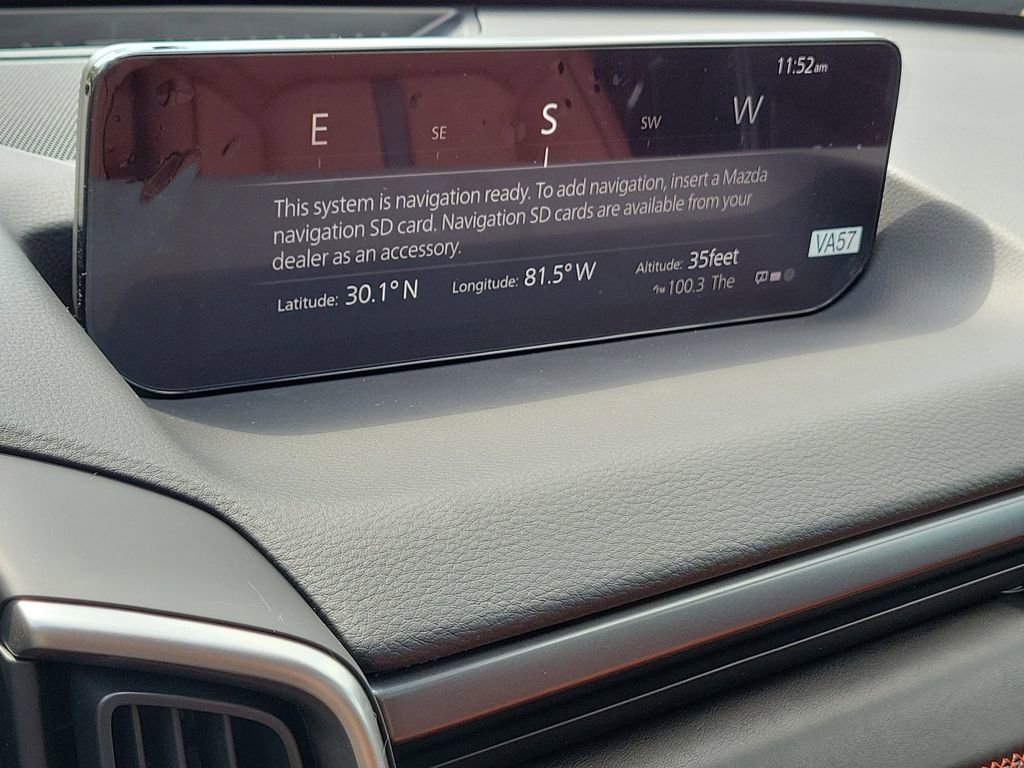 11:52am
E SE S SW W
This system is navigation ready. To add navigation, insert a Mazda
navigation SD card. Navigation SD cards are available from your
dealer as an accessory.
VA57
Latitude: 30.1° N Longitude: 81.5° W Altitude: 35feet
100.3 The